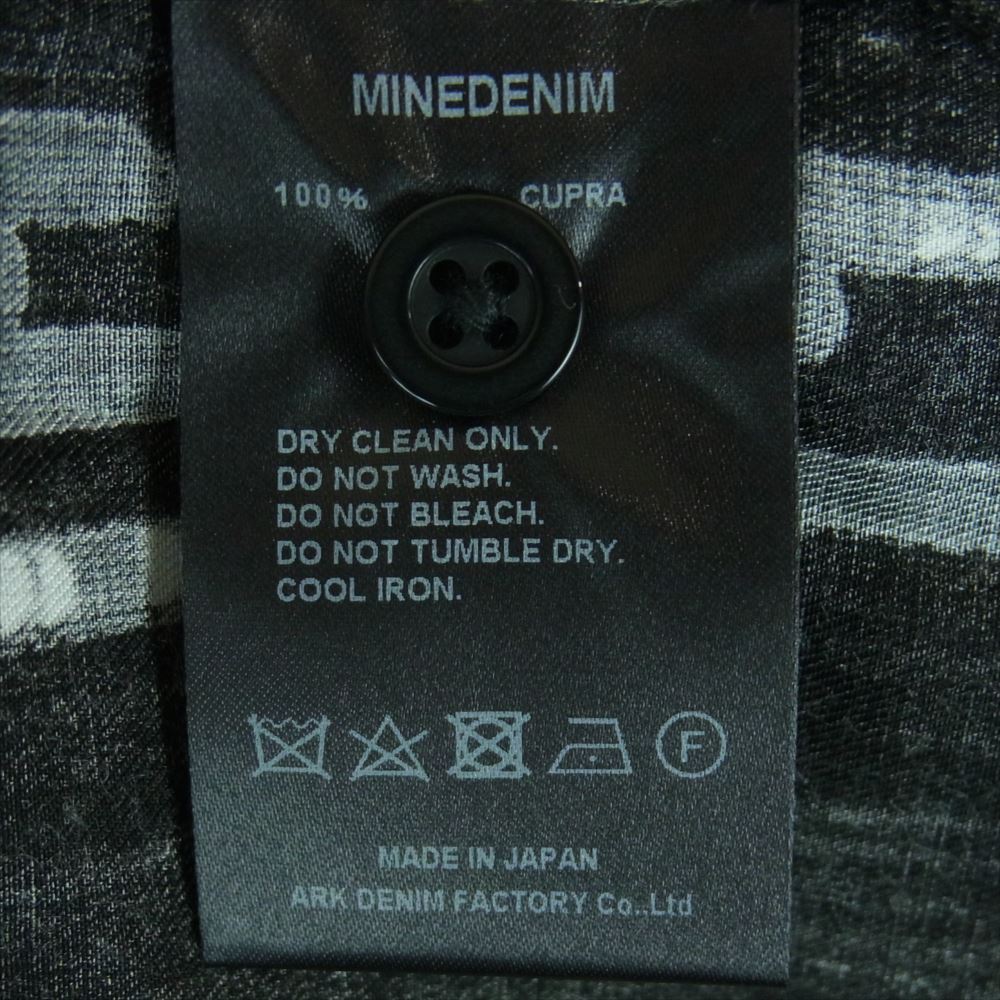 MINEDENIM
100% CUPRA
DRY CLEAN ONLY.
DO NOT WASH.
DO NOT BLEACH.
DO NOT TUMBLE DRY.
COOL IRON.
F
MADE IN JAPAN
ARK DENIM FACTORY Co.,Ltd